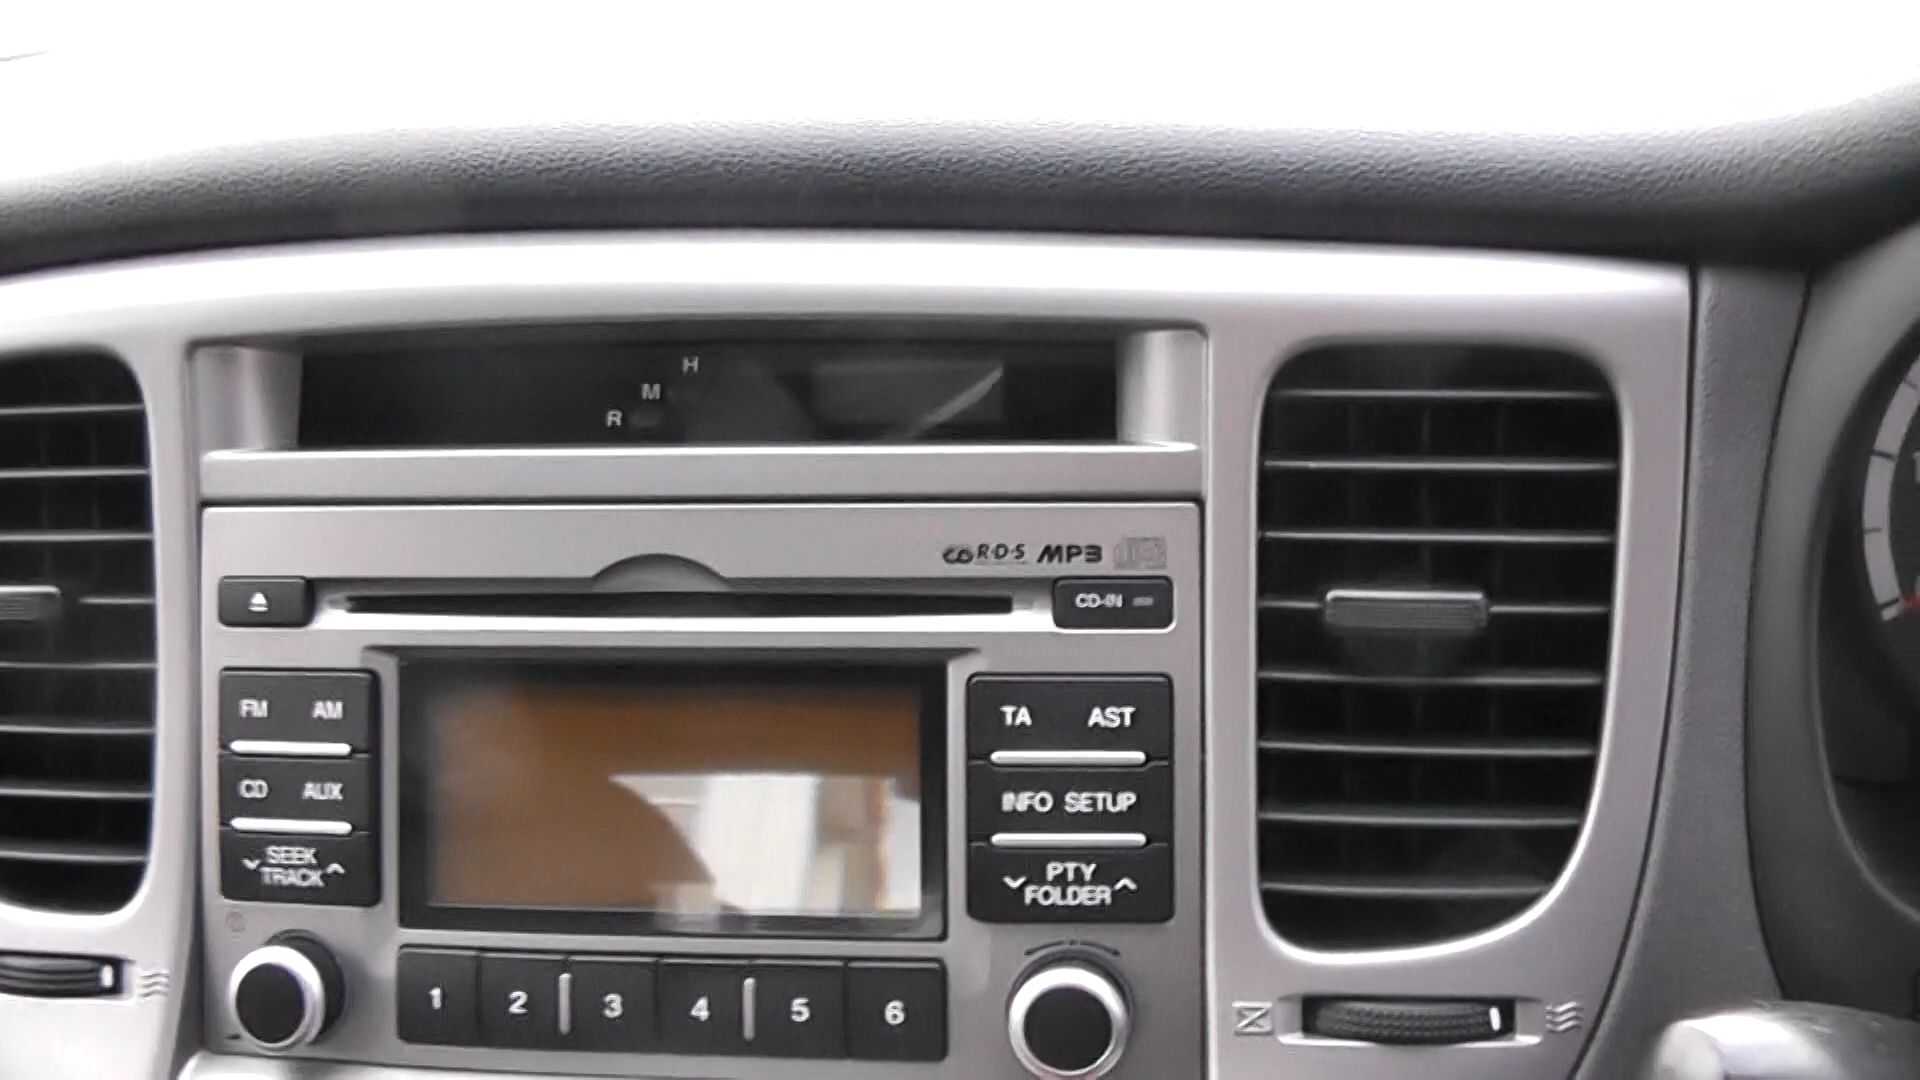 H
M
R
R·D·S MP3
CD-IN
FM AM
TA AST
CD AUX
INFO SETUP
SEEK
TRACK
PTY
FOLDER
1 2 3 4 5 6